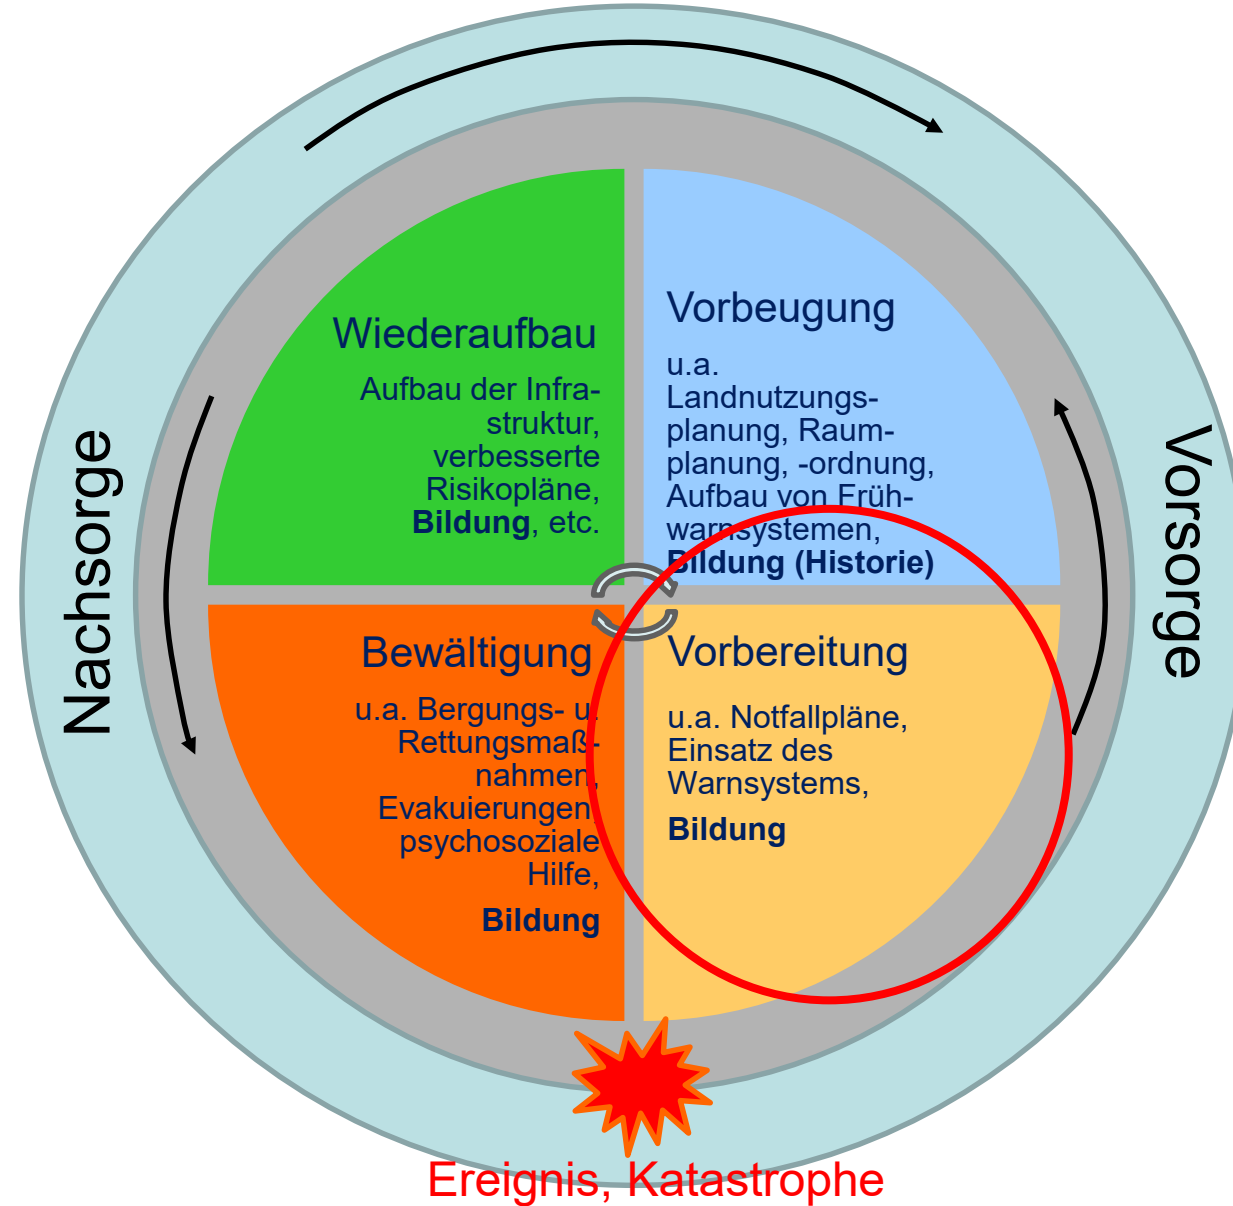 Nachsorge
Wiederaufbau
Aufbau der Infra-
struktur,
verbesserte
Risikopläne,
Bildung, etc.
Vorbeugung
u.a.
Landnutzungs-
planung, Raum-
planung, -ordnung,
Aufbau von Früh-
warnsystemen,
Bildung (Historie)
Vorsorge
Bewältigung
u.a. Bergungs- u.
Rettungsmaß-
nahmen,
Evakuierungen,
psychosoziale
Hilfe,
Bildung
Vorbereitung
u.a. Notfallpläne,
Einsatz des
Warnsystems,
Bildung
Ereignis, Katastrophe